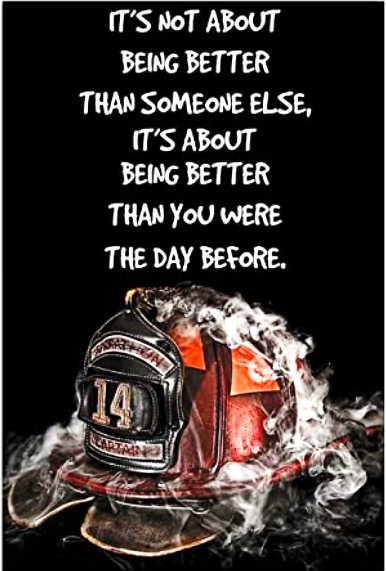 IT'S NOT ABOUT
BEING BETTER
THAN SOMEONE ELSE,
IT'S ABOUT
BEING BETTER
THAN YOU WERE
THE DAY BEFORE.
14
CAPTAIN